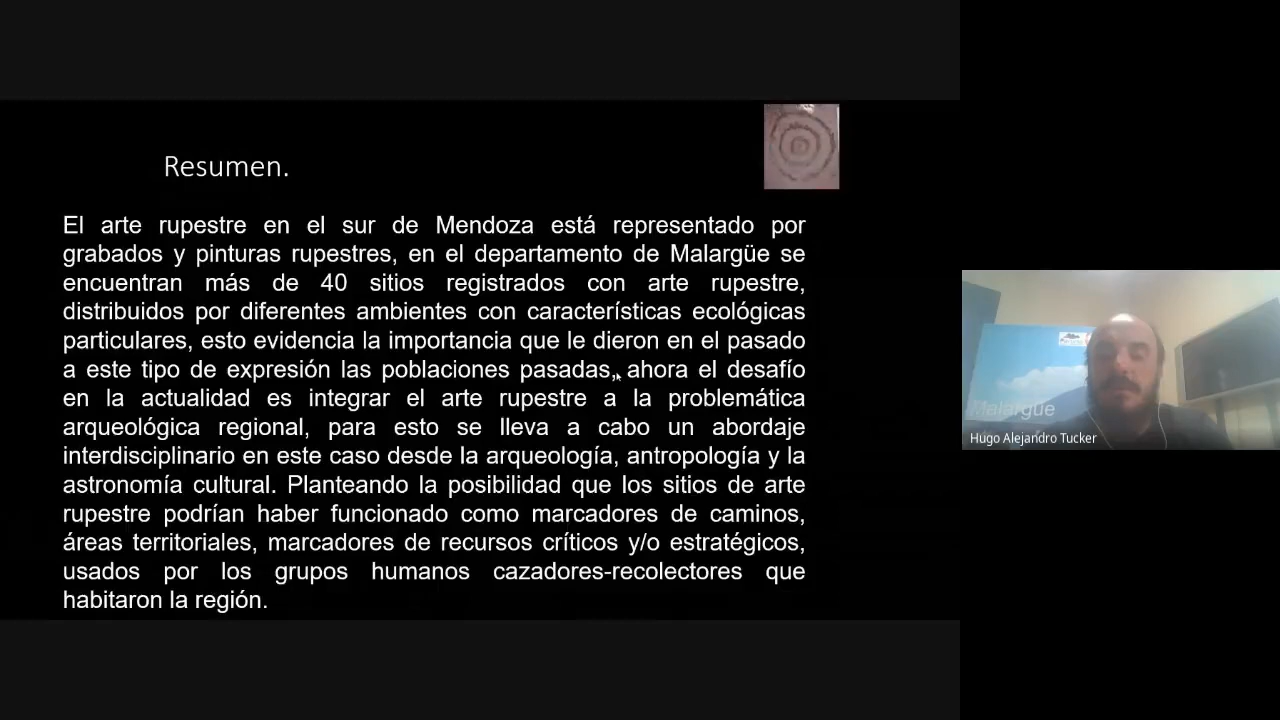 Resumen.
El arte rupestre en el sur de Mendoza está representado por
grabados y pinturas rupestres, en el departamento de Malargüe se
encuentran más de 40 sitios registrados con arte rupestre,
distribuidos por diferentes ambientes con características ecológicas
particulares, esto evidencia la importancia que le dieron en el pasado
a este tipo de expresión las poblaciones pasadas, ahora el desafío
en la actualidad es integrar el arte rupestre a la problemática
arqueológica regional, para esto se lleva a cabo un abordaje
interdisciplinario en este caso desde la arqueología, antropología y la
astronomía cultural. Planteando la posibilidad que los sitios de arte
rupestre podrían haber funcionado como marcadores de caminos,
áreas territoriales, marcadores de recursos críticos y/o estratégicos,
usados por los grupos humanos cazadores-recolectores que
habitaron la región.
Malargüe
Hugo Alejandro Tucker